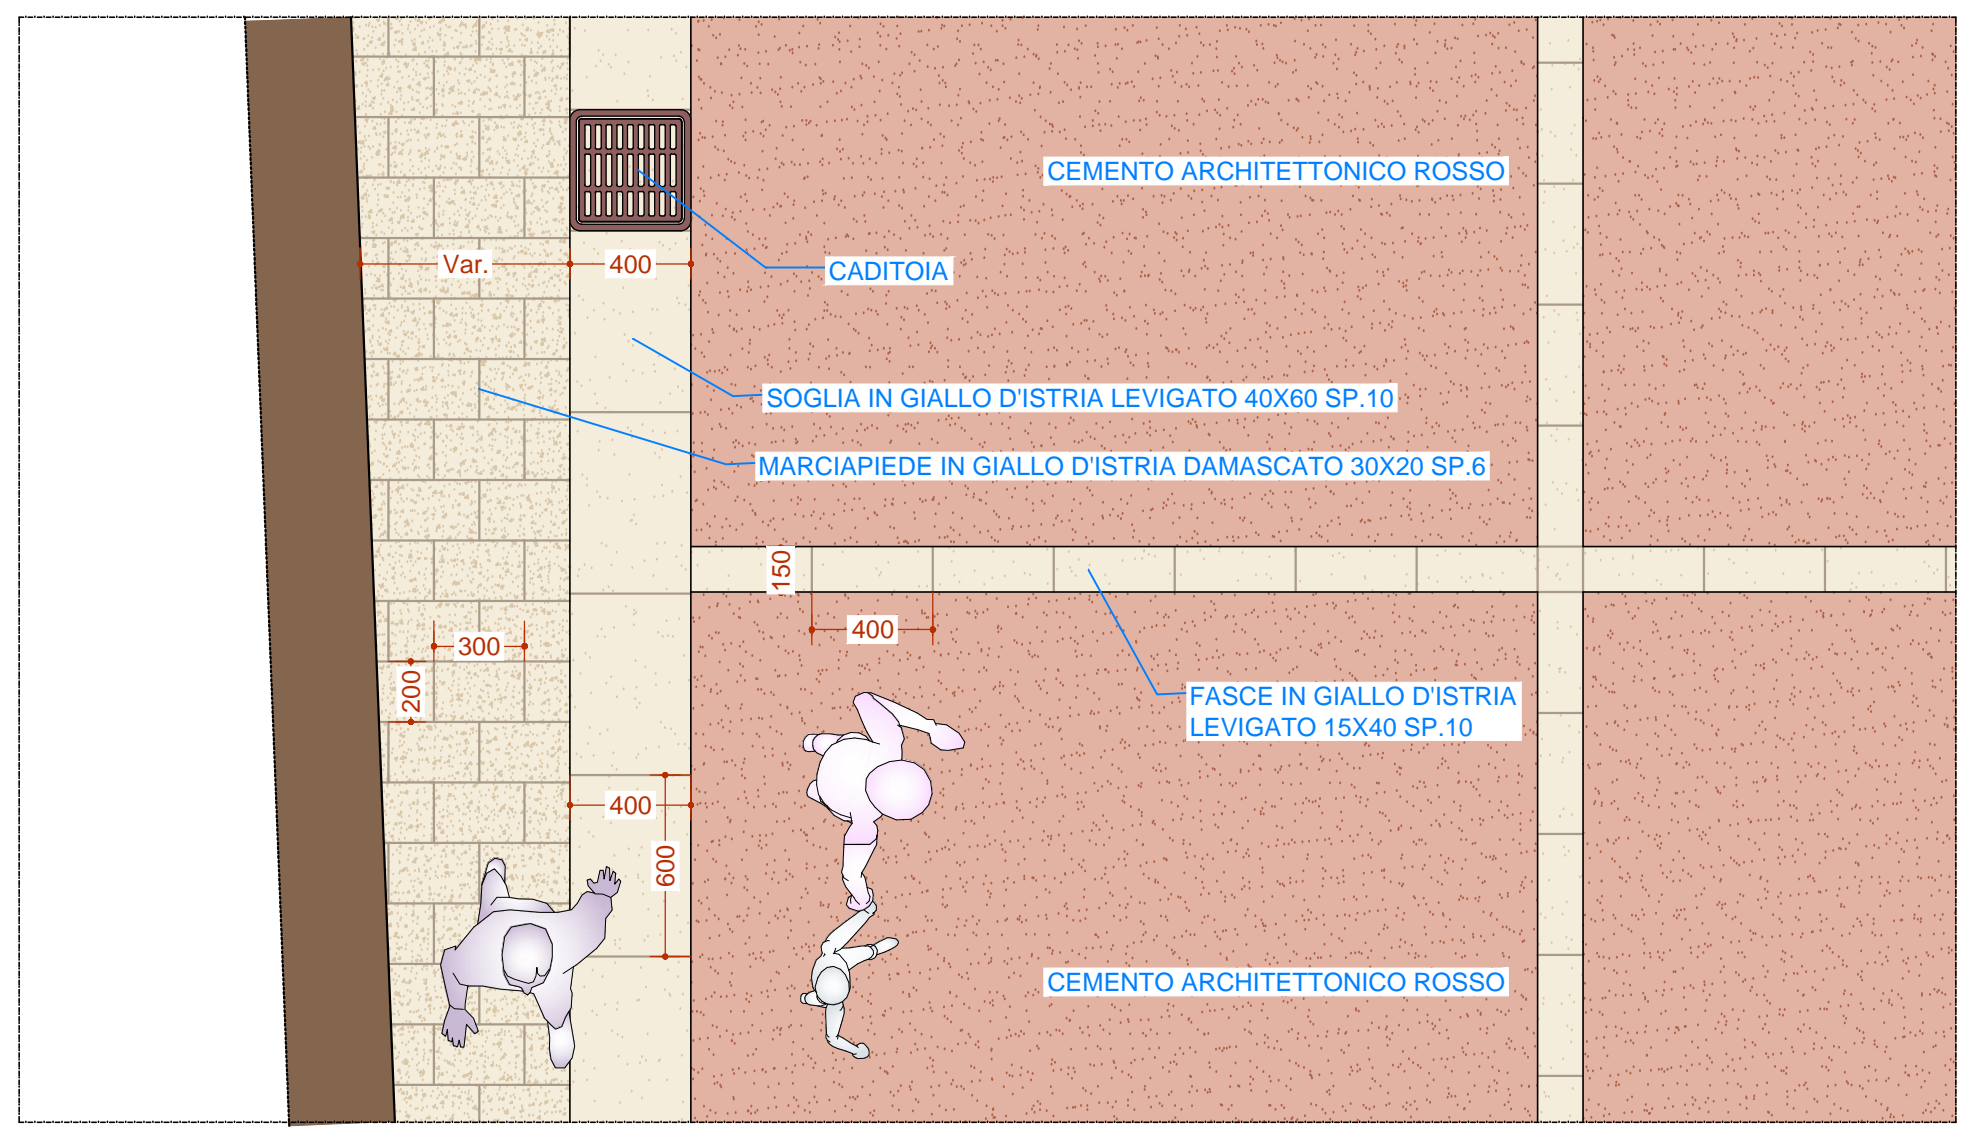 CEMENTO ARCHITETTONICO ROSSO
Var.
400
CADITOIA
SOGLIA IN GIALLO D'ISTRIA LEVIGATO 40X60 SP.10
MARCIAPIEDE IN GIALLO D'ISTRIA DAMASCATO 30X20 SP.6
150
400
300
200
FASCE IN GIALLO D'ISTRIA
LEVIGATO 15X40 SP.10
400
600
CEMENTO ARCHITETTONICO ROSSO